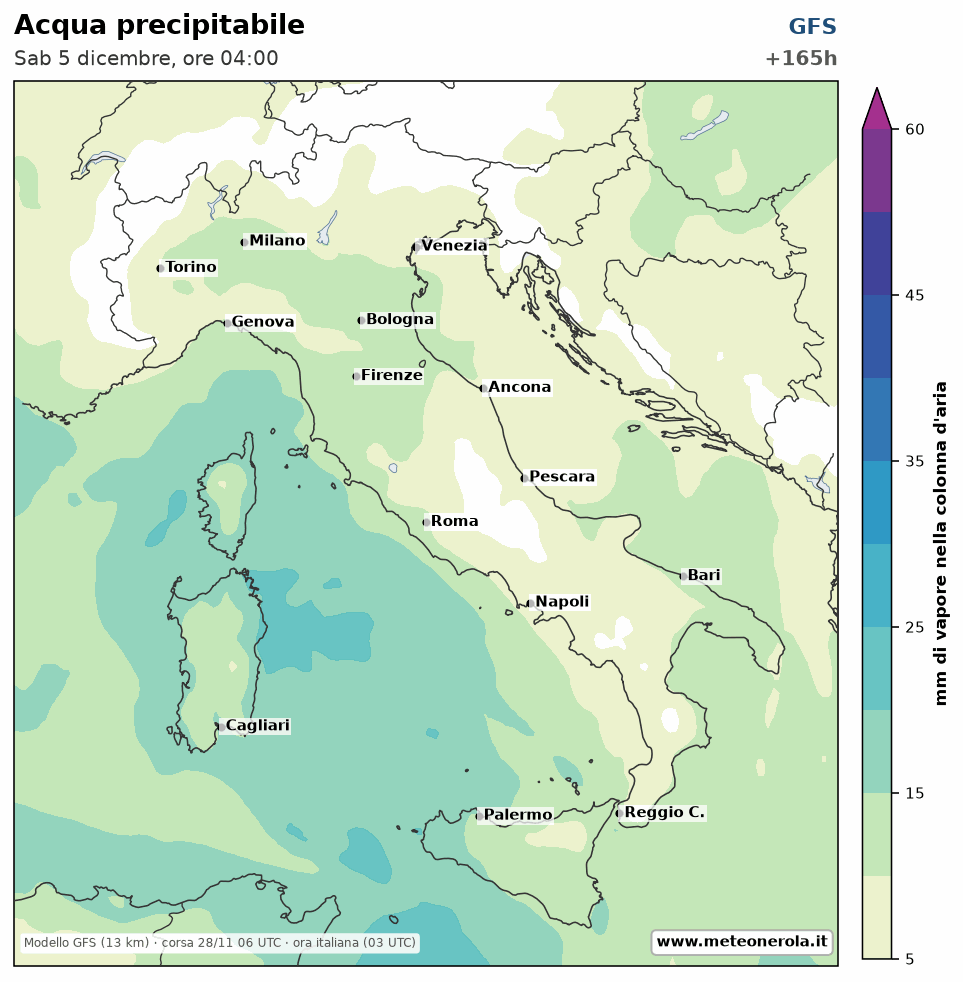 Acqua precipitabile
GFS
Sab 5 dicembre, ore 04:00
+165h
Milano
Venezia
Torino
Genova
Bologna
Firenze
Ancona
Pescara
Roma
Bari
Napoli
Cagliari
Palermo
Reggio C.
Modello GFS (13 km) · corsa 28/11 06 UTC · ora italiana (03 UTC)
www.meteonerola.it
60
45
35
25
15
5
mm di vapore nella colonna d'aria